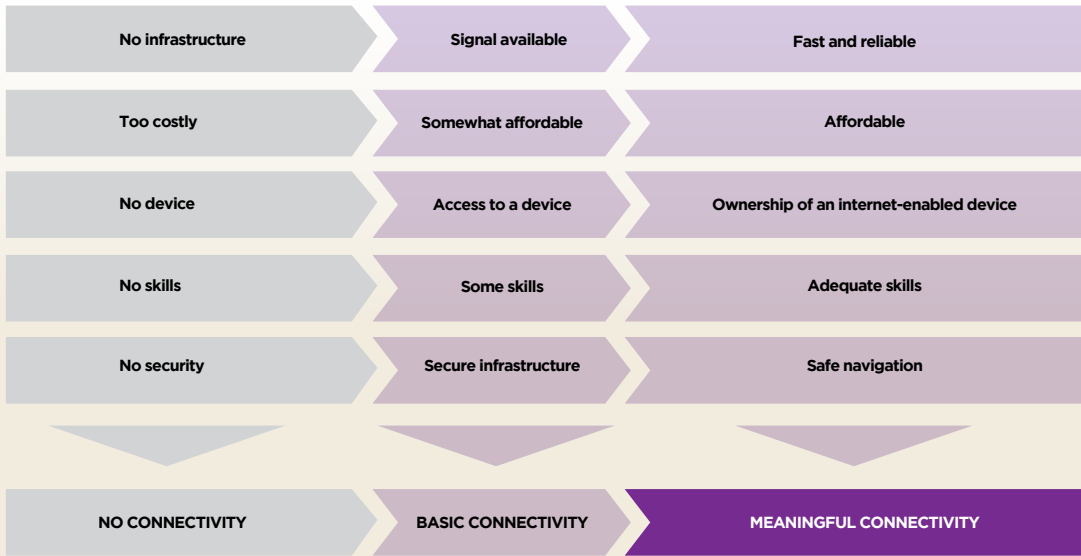 No infrastructure
Signal available
Fast and reliable
Too costly
Somewhat affordable
Affordable
No device
Access to a device
Ownership of an internet-enabled device
No skills
Some skills
Adequate skills
No security
Secure infrastructure
Safe navigation
NO CONNECTIVITY
BASIC CONNECTIVITY
MEANINGFUL CONNECTIVITY